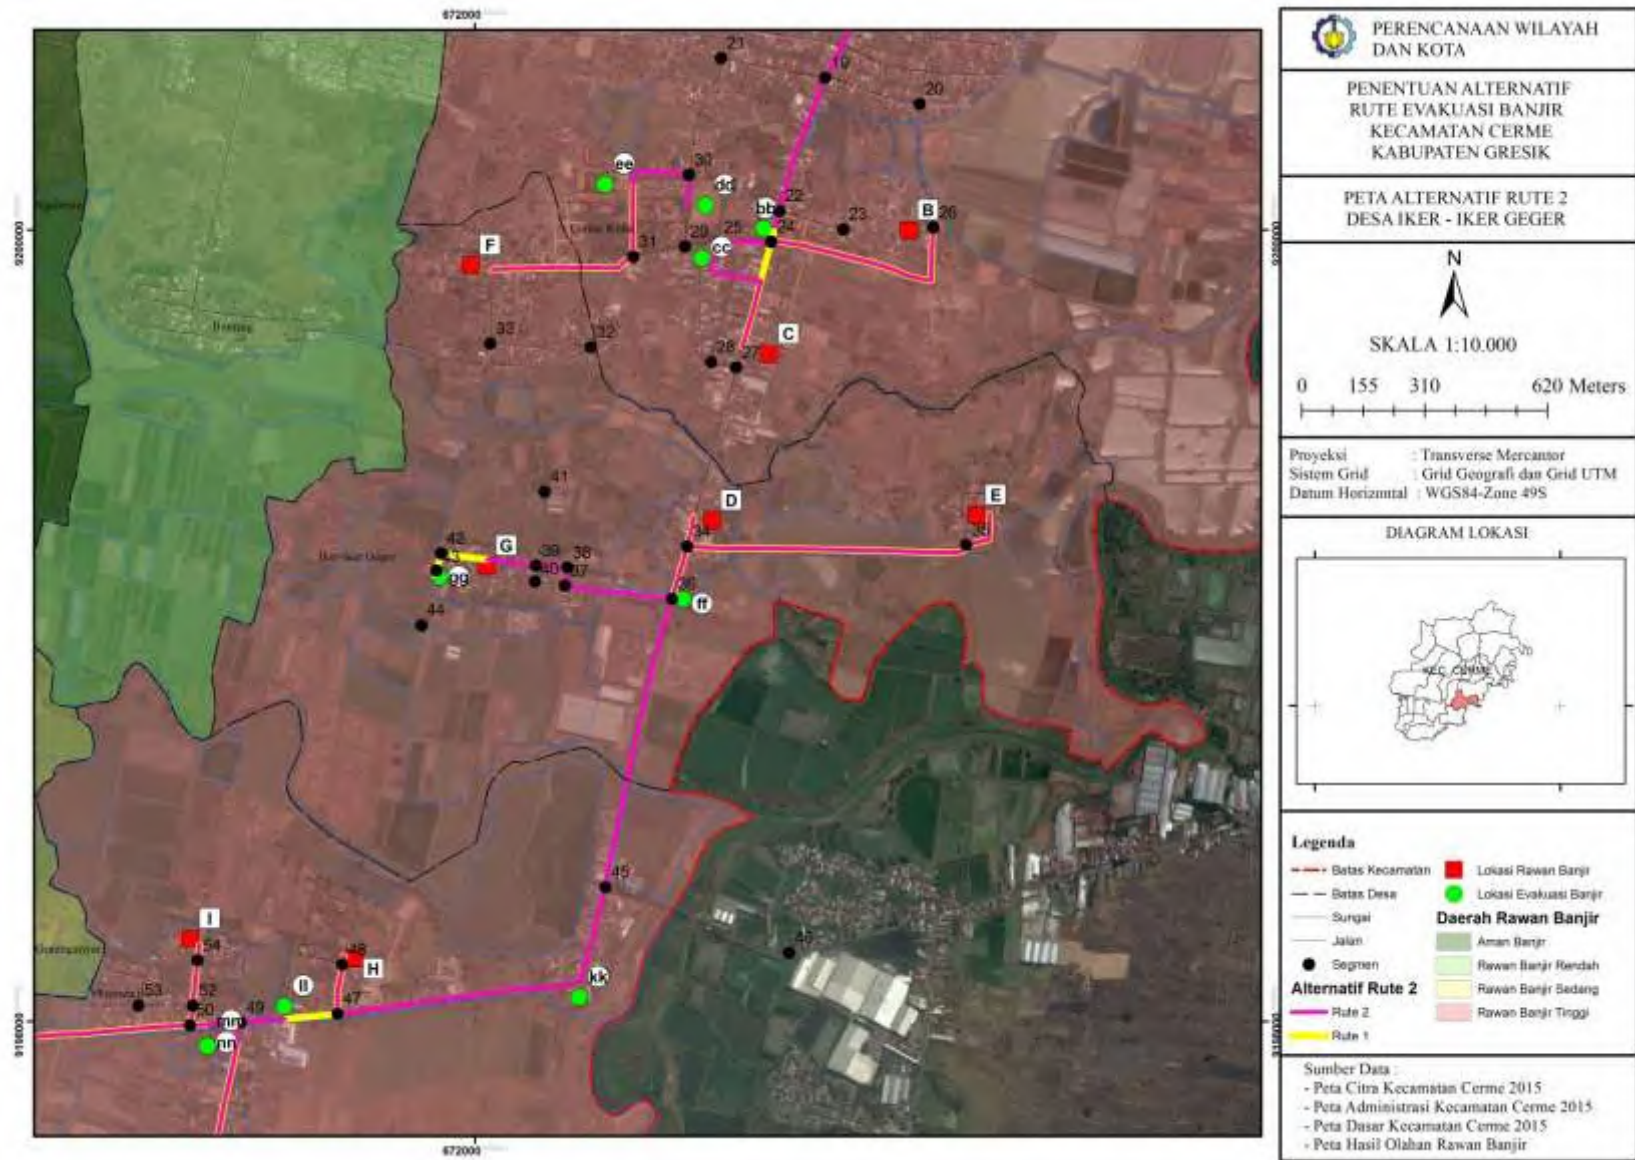 672000
21
19
20
ee
30
dd
22
bb
B
26
25
24
23
29
cc
31
F
33
32
C
28
27
41
D
E
34
35
42
G
39
38
43
40
37
gg
36
ff
44
45
46
I
54
48
H
kk
ll
53
52
47
50
mm
49
nn
672000
PERENCANAAN WILAYAH
DAN KOTA
PENENTUAN ALTERNATIF
RUTE EVAKUASI BANJIR
KECAMATAN CERME
KABUPATEN GRESIK
PETA ALTERNATIF RUTE 2
DESA IKER - IKER GEGER
N
SKALA 1:10.000
0 155 310 620 Meters
Proyeksi : Transverse Mercantor
Sistem Grid : Grid Geografi dan Grid UTM
Datum Horizontal : WGS84-Zone 49S
DIAGRAM LOKASI
KEC. CERME
Legenda
Batas Kecamatan
Batas Desa
Sungai
Jalan
Segmen
Alternatif Rute 2
Rute 2
Rute 1
Lokasi Rawan Banjir
Lokasi Evakuasi Banjir
Daerah Rawan Banjir
Aman Banjir
Rawan Banjir Rendah
Rawan Banjir Sedang
Rawan Banjir Tinggi
Sumber Data :
- Peta Citra Kecamatan Cerme 2015
- Peta Administrasi Kecamatan Cerme 2015
- Peta Dasar Kecamatan Cerme 2015
- Peta Hasil Olahan Rawan Banjir